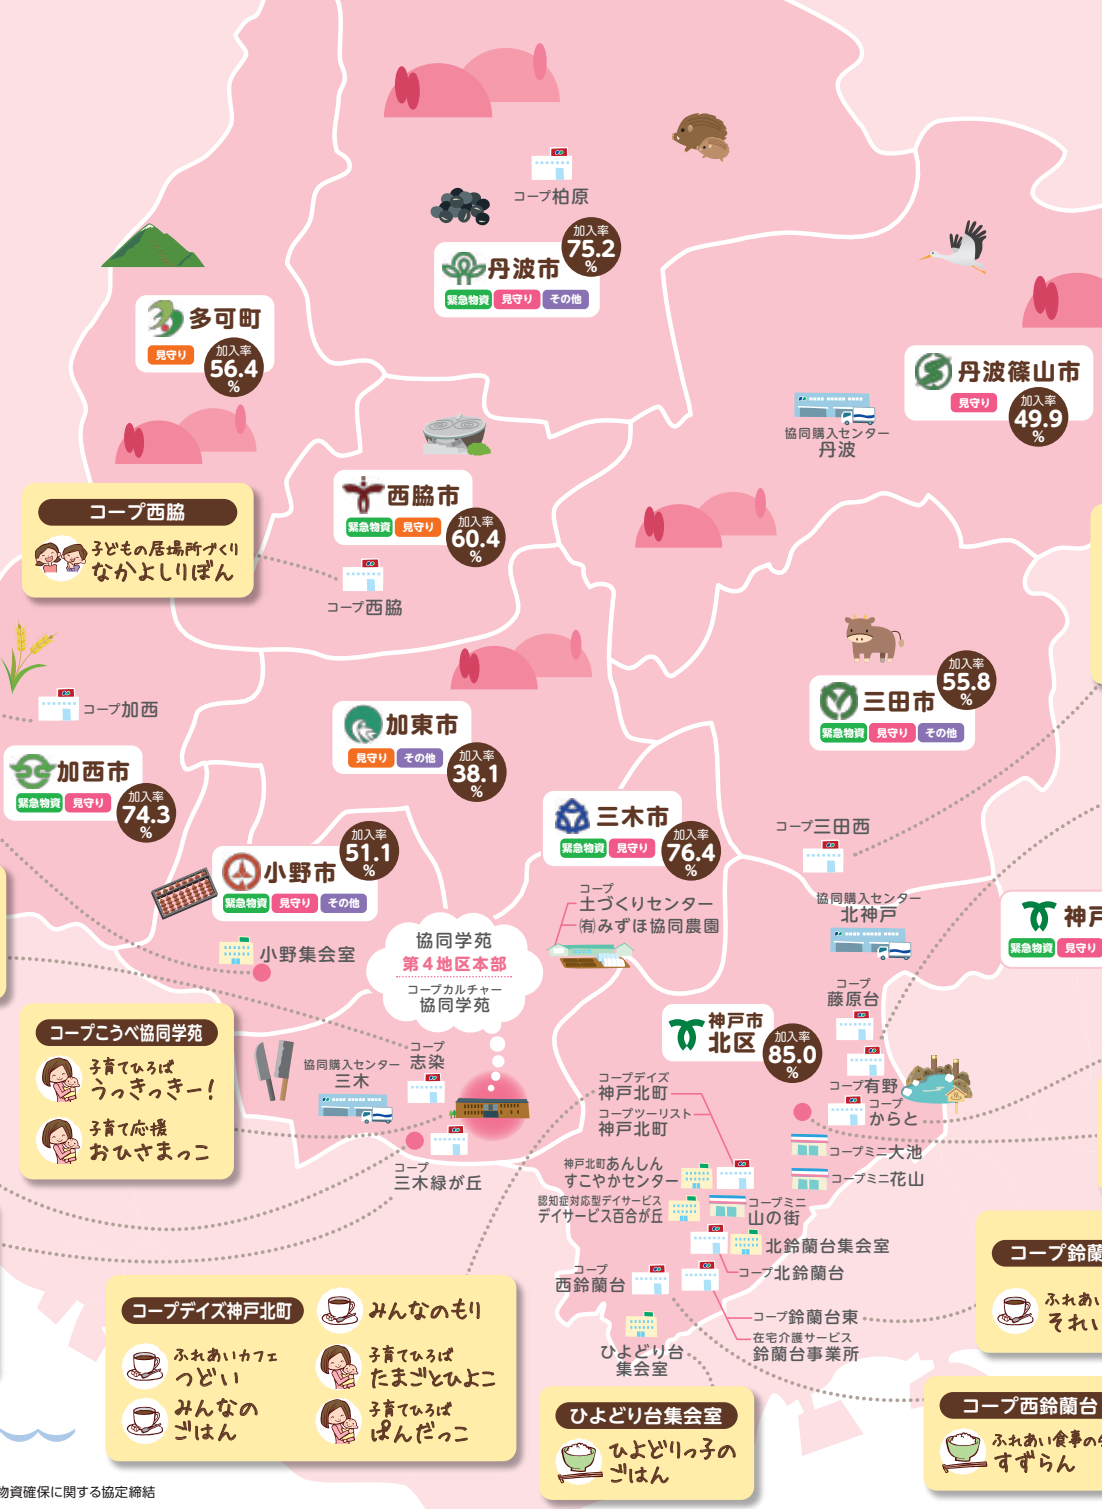 コープ柏原
丹波市
加入率
75.2
%
緊急物資
見守り
その他
多可町
見守り
加入率
56.4
%
丹波篠山市
見守り
加入率
49.9
%
協同購入センター
丹波
西脇市
緊急物資
見守り
加入率
60.4
%
コープ西脇
子どもの居場所づくり
なかよしりぼん
コープ西脇
コープ加西
加西市
緊急物資
見守り
加入率
74.3
%
加東市
見守り
その他
加入率
38.1
%
三田市
緊急物資
見守り
その他
加入率
55.8
%
小野市
緊急物資
見守り
その他
加入率
51.1
%
三木市
緊急物資
見守り
加入率
76.4
%
コープ三田西
協同購入センター
北神戸
コープ
土づくりセンター
㈲みずほ協同農園
小野集会室
協同学苑
第4地区本部
コープカルチャー
協同学苑
神戸
緊急物資
見守り
コープ
藤原台
コープ有野
コープ
からと
コープミニ大池
コープミニ花山
神戸市
北区
加入率
85.0
%
コープこうべ協同学苑
子育てひろば
うっきっきー!
子育て応援
おひさまっこ
協同購入センター
三木
コープ
志染
コープ
三木緑が丘
コープデイズ
神戸北町
コープツーリスト
神戸北町
神戸北町あんしん
すこやかセンター
認知症対応型デイサービス
デイサービス百合が丘
コープミニ
山の街
北鈴蘭台集会室
コープ北鈴蘭台
コープ
西鈴蘭台
コープ鈴蘭台東
在宅介護サービス
鈴蘭台事業所
ひよどり台
集会室
コープデイズ神戸北町
みんなのもり
ふれあいカフェ
つどい
子育てひろば
たまごとひよこ
みんなの
ごはん
子育てひろば
ぱんだっこ
ひよどり台集会室
ひよどりっ子の
ごはん
コープ鈴蘭
ふれあい
それい
コープ西鈴蘭台
ふれあい食事の
すずらん
物資確保に関する協定締結